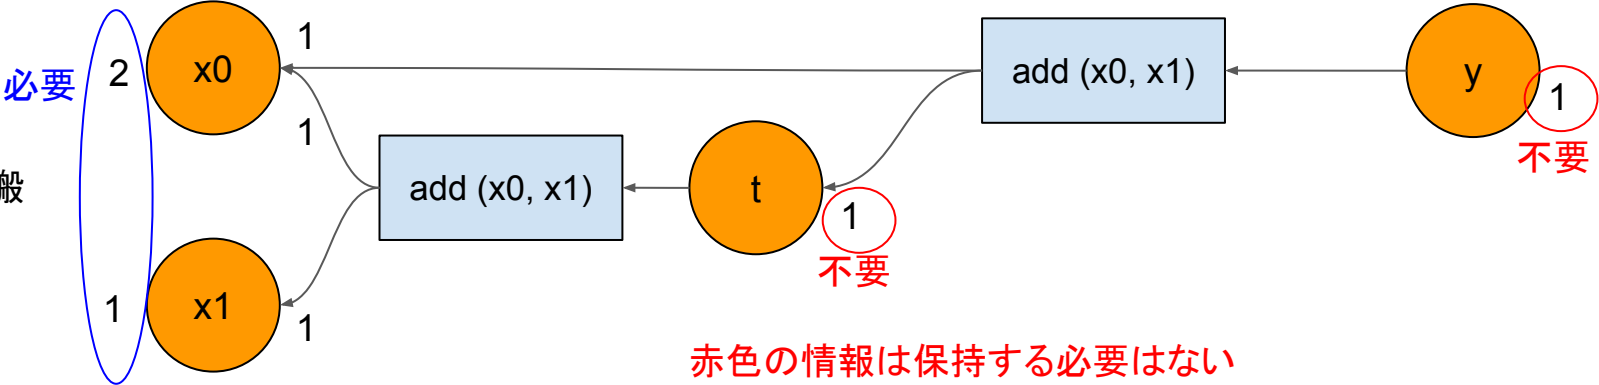 必要
2
x0
1
add (x0, x1)
y
1
不要
1
搬
add (x0, x1)
t
1
不要
1
x1
1
赤色の情報は保持する必要はない